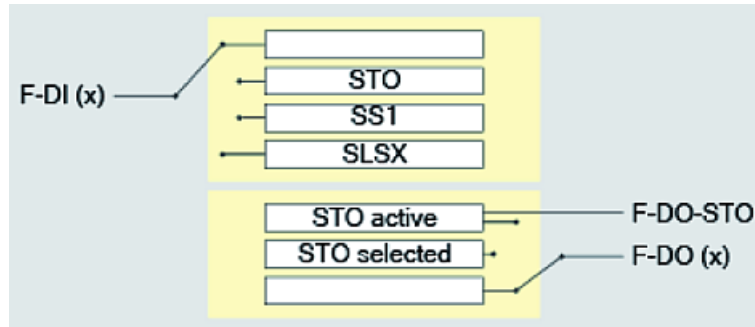 F-DI (x)
STO
SS1
SLSX
STO active
F-DO-STO
STO selected
F-DO (x)